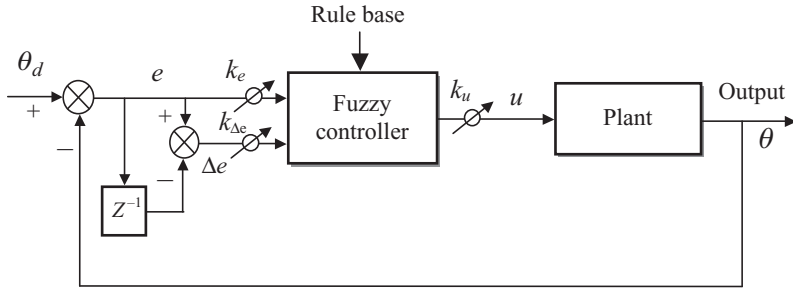 Rule base
θd
e
ke
ku
u
Output
+
+
Fuzzy
controller
Plant
kΔe
−
Δe
θ
−
Z−1